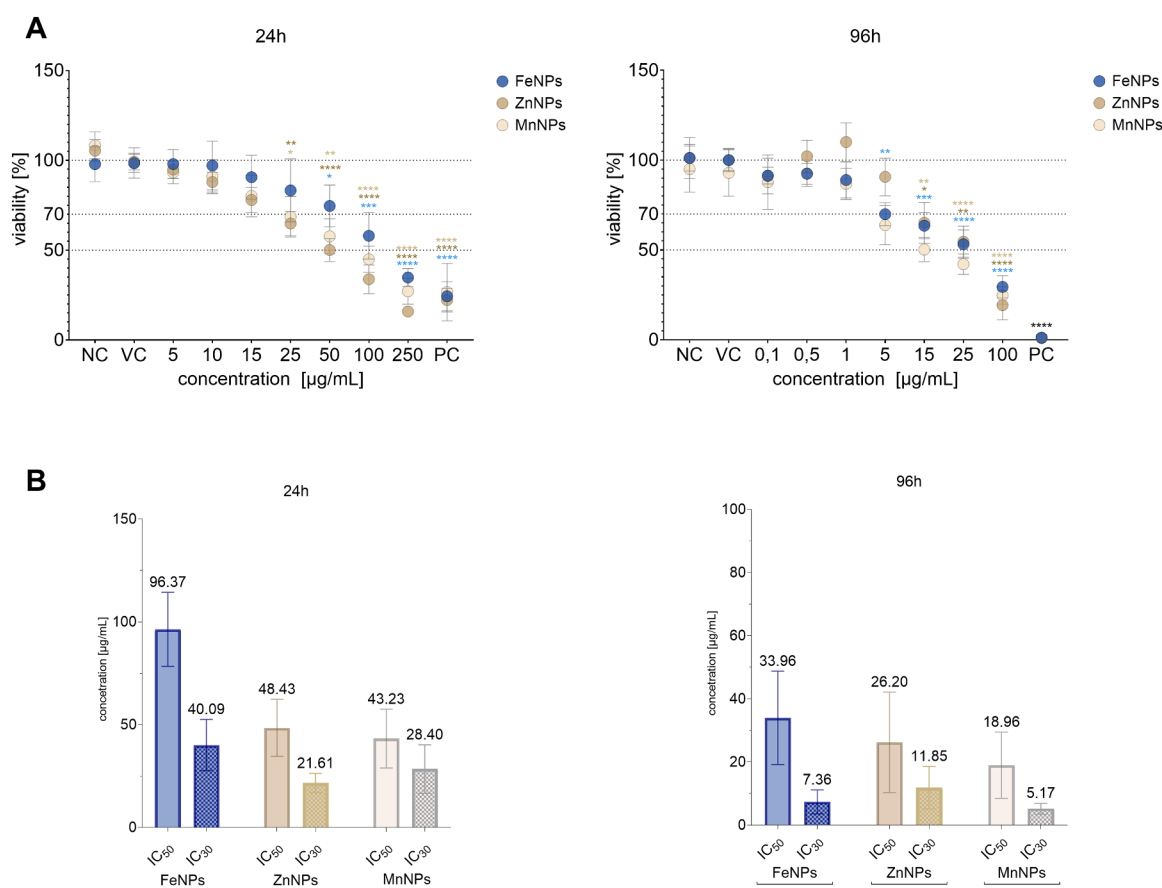 A
24h
150
100
70
50
0
viability [%]
**
*
**
****
*
****
****
***
****
****
****
****
****
****
NC VC 5 10 15 25 50 100 250 PC
concentration [µg/mL]
FeNPs
ZnNPs
MnNPs
96h
150
100
70
50
0
viability [%]
**
**
*
***
****
**
****
****
****
****
****
NC VC 0,1 0,5 1 5 15 25 100 PC
concentration [µg/mL]
FeNPs
ZnNPs
MnNPs
B
24h
150
100
50
0
concetration [µg/mL]
96.37
40.09
48.43
21.61
43.23
28.40
IC50 IC30 IC50 IC30 IC50 IC30
FeNPs ZnNPs MnNPs
96h
100
80
60
40
20
0
concetration [µg/mL]
33.96
7.36
26.20
11.85
18.96
5.17
IC50 IC30 IC50 IC30 IC50 IC30
FeNPs ZnNPs MnNPs